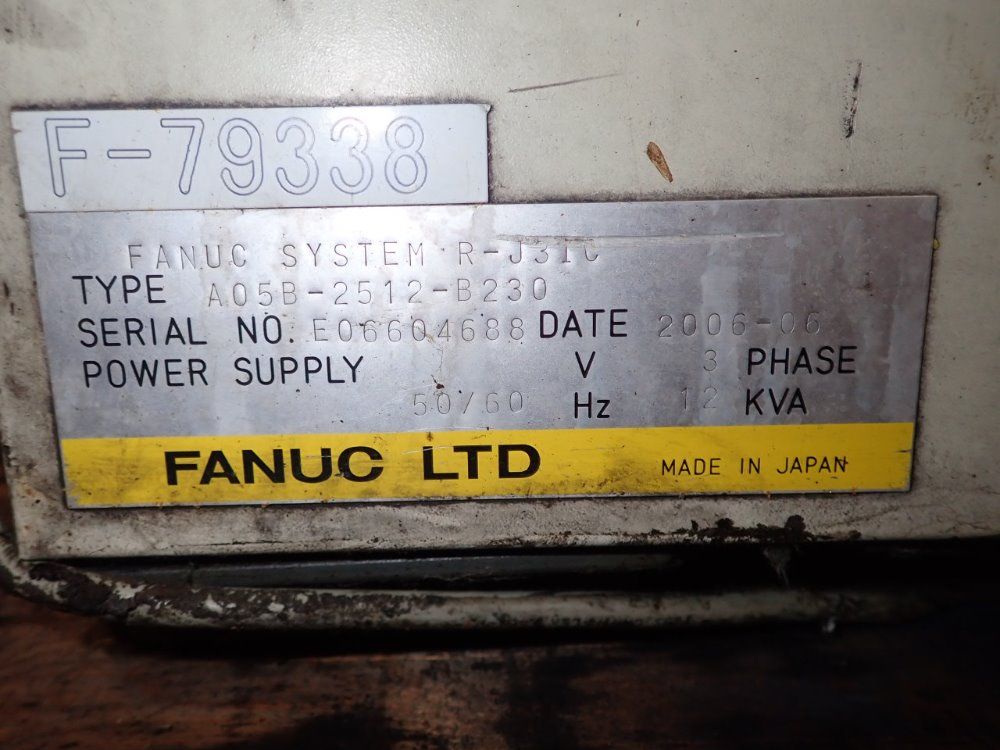 F-79338
FANUC SYSTEM R-J3iC
TYPE A05B-2512-B230
SERIAL NO. E06604688 DATE 2006-06
POWER SUPPLY V 3 PHASE
50/60 Hz 12 KVA
FANUC LTD MADE IN JAPAN